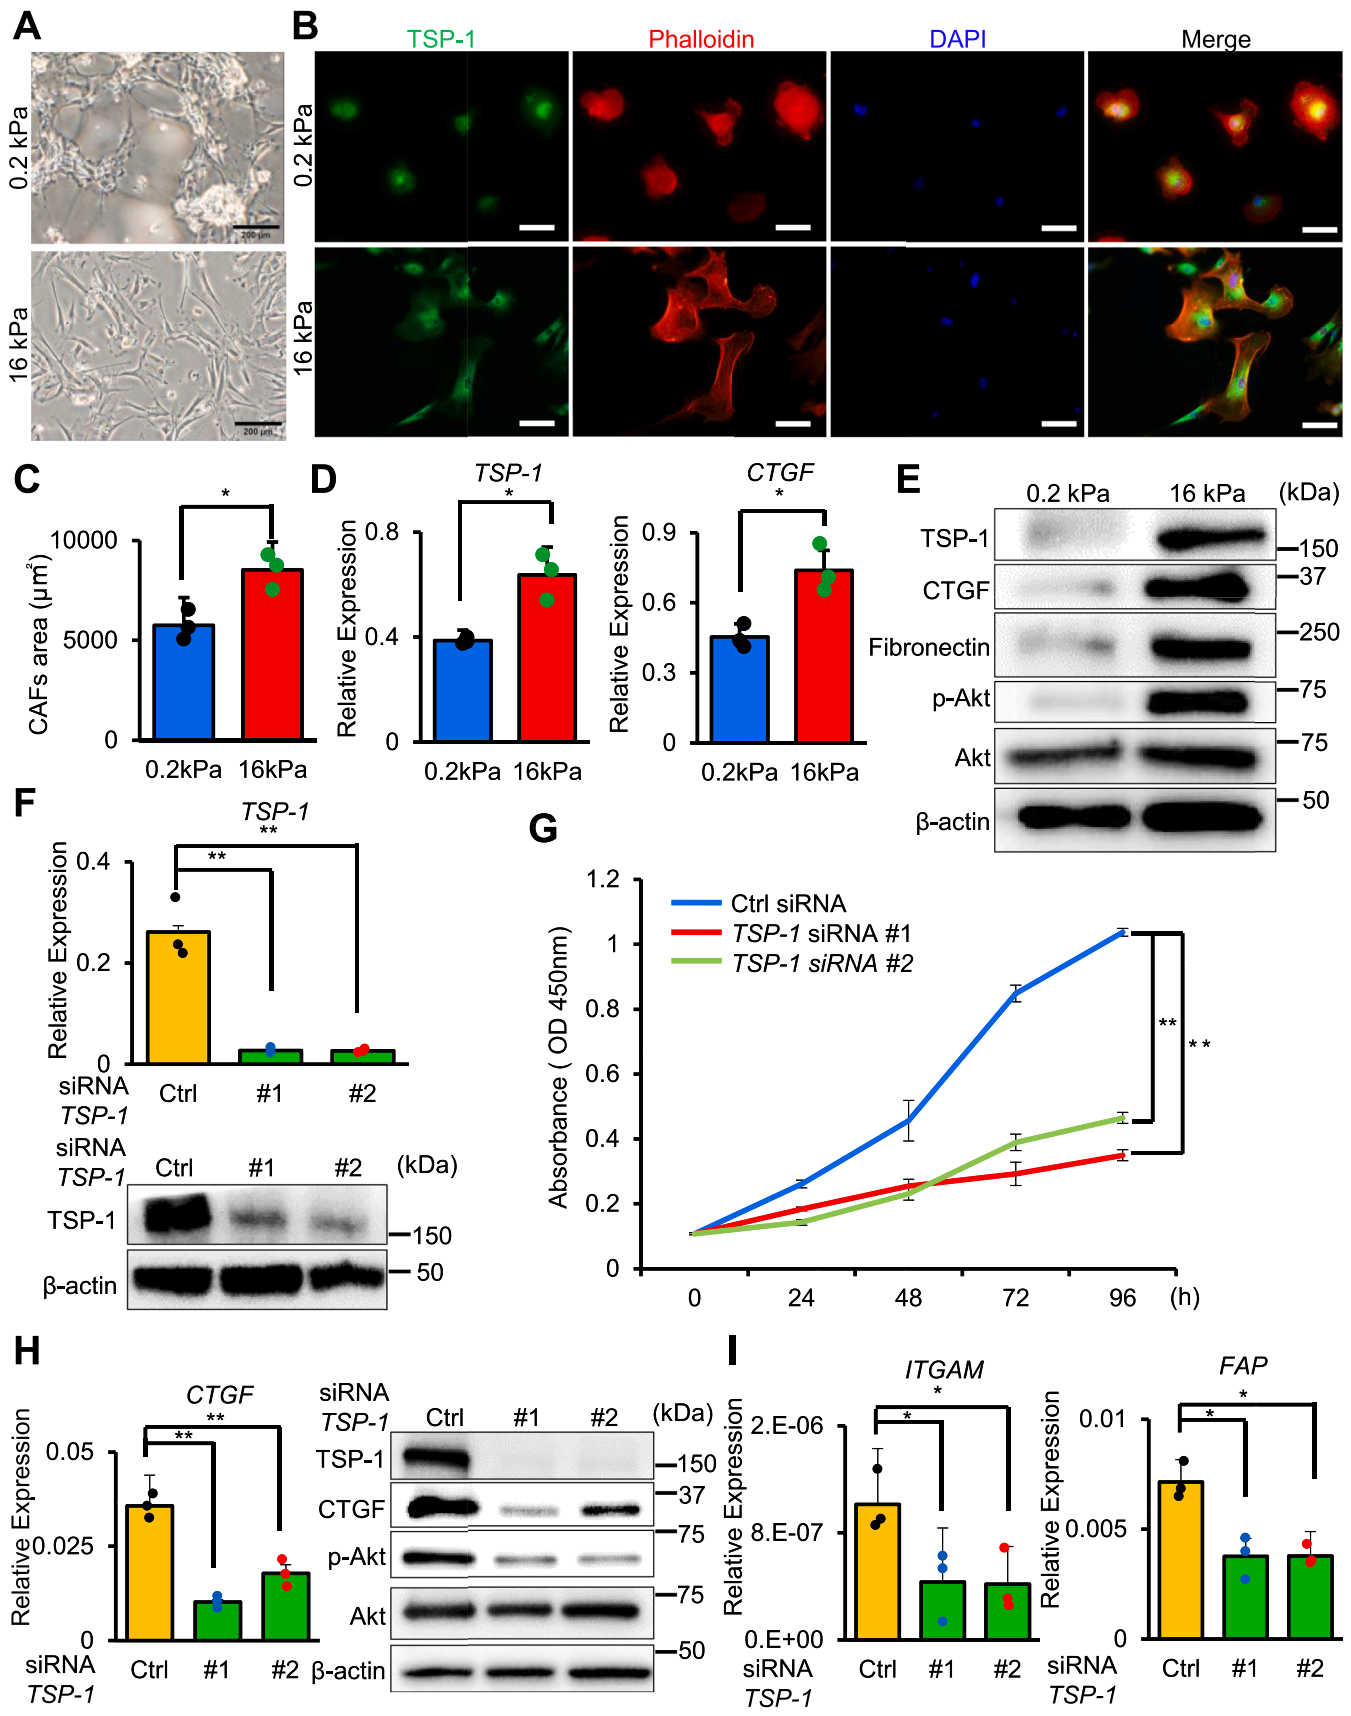 A
0.2 kPa
200 µm
16 kPa
200 µm
B
TSP-1 Phalloidin DAPI Merge
0.2 kPa
16 kPa
C
*
CAFs area (µm²)
10000
5000
0
0.2kPa 16kPa
D
TSP-1
*
Relative Expression
0.8
0.4
0
0.2kPa 16kPa
CTGF
*
Relative Expression
0.9
0.6
0.3
0
0.2kPa 16kPa
E
0.2 kPa 16 kPa (kDa)
TSP-1 150
CTGF 37
Fibronectin 250
p-Akt 75
Akt 75
β-actin 50
F
TSP-1
**
**
Relative Expression
0.4
0.2
0
siRNA
TSP-1 Ctrl #1 #2
siRNA
TSP-1 Ctrl #1 #2 (kDa)
TSP-1 150
β-actin 50
G
Absorbance ( OD 450nm)
1.2
1
0.8
0.6
0.4
0.2
0
Ctrl siRNA
TSP-1 siRNA #1
TSP-1 siRNA #2
**
**
0 24 48 72 96 (h)
H
CTGF
**
**
Relative Expression
0.05
0.025
0
siRNA
TSP-1 Ctrl #1 #2
siRNA
TSP-1 Ctrl #1 #2 (kDa)
TSP-1 150
CTGF 37
p-Akt 75
Akt 75
β-actin 50
I
ITGAM
*
*
Relative Expression
2.E-06
8.E-07
0.E+00
siRNA
TSP-1 Ctrl #1 #2
FAP
*
*
Relative Expression
0.01
0.005
0
siRNA
TSP-1 Ctrl #1 #2